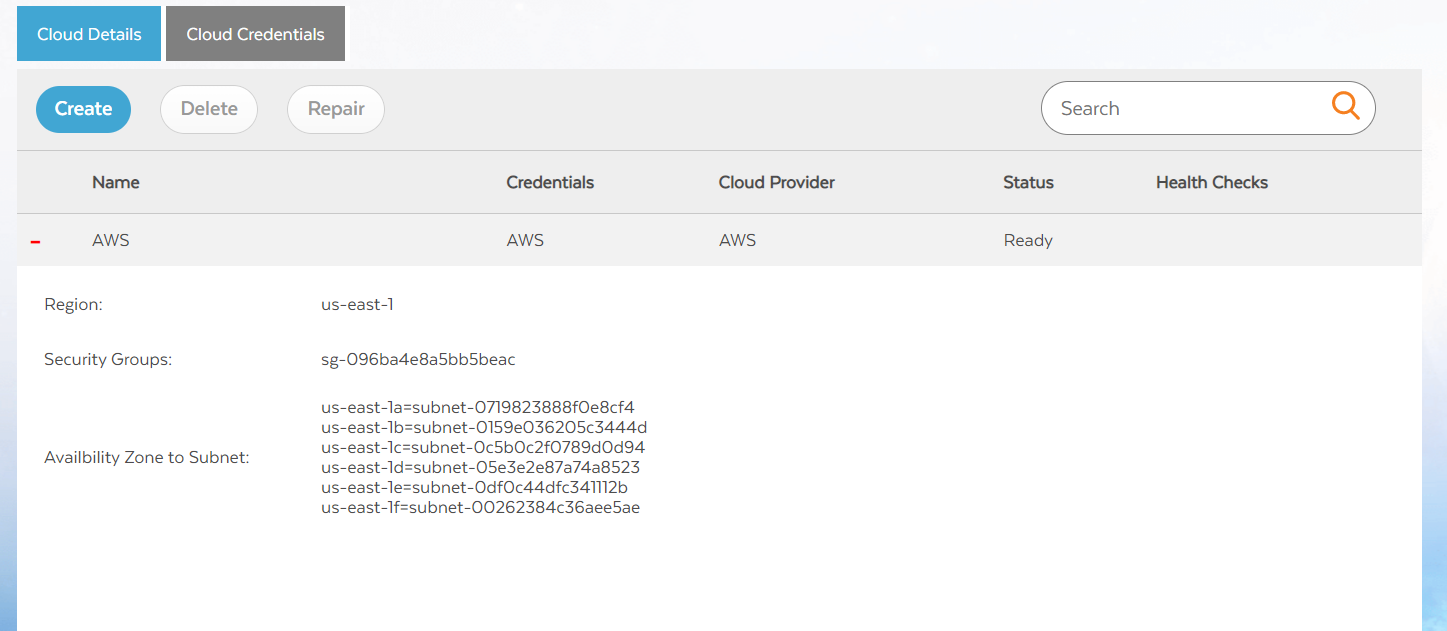 Cloud Details Cloud Credentials
Create Delete Repair Search
Name Credentials Cloud Provider Status Health Checks
AWS AWS AWS Ready
Region: us-east-1
Security Groups: sg-096ba4e8a5bb5beac
us-east-1a=subnet-0719823888f0e8cf4
us-east-1b=subnet-0159e036205c3444d
us-east-1c=subnet-0c5b0c2f0789d0d94
Availbility Zone to Subnet:
us-east-1d=subnet-05e3e2e87a74a8523
us-east-1e=subnet-0df0c44dfc341112b
us-east-1f=subnet-00262384c36aee5ae